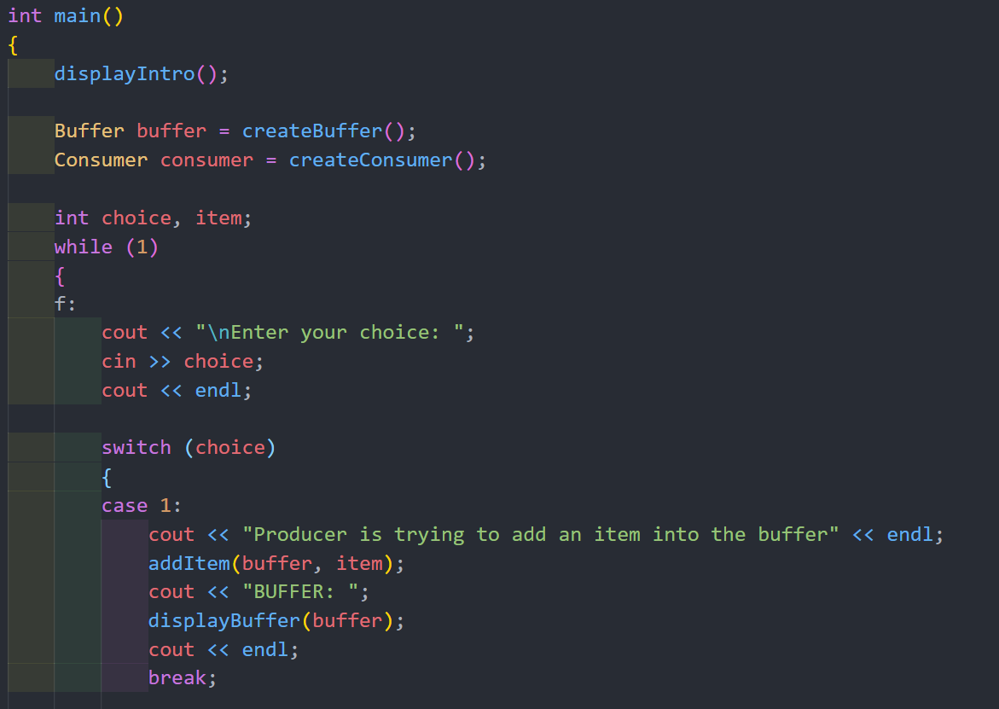 int main()
{
    displayIntro();

    Buffer buffer = createBuffer();
    Consumer consumer = createConsumer();

    int choice, item;
    while (1)
    {
    f:
        cout << "\nEnter your choice: ";
        cin >> choice;
        cout << endl;

        switch (choice)
        {
        case 1:
            cout << "Producer is trying to add an item into the buffer" << endl;
            addItem(buffer, item);
            cout << "BUFFER: ";
            displayBuffer(buffer);
            cout << endl;
            break;